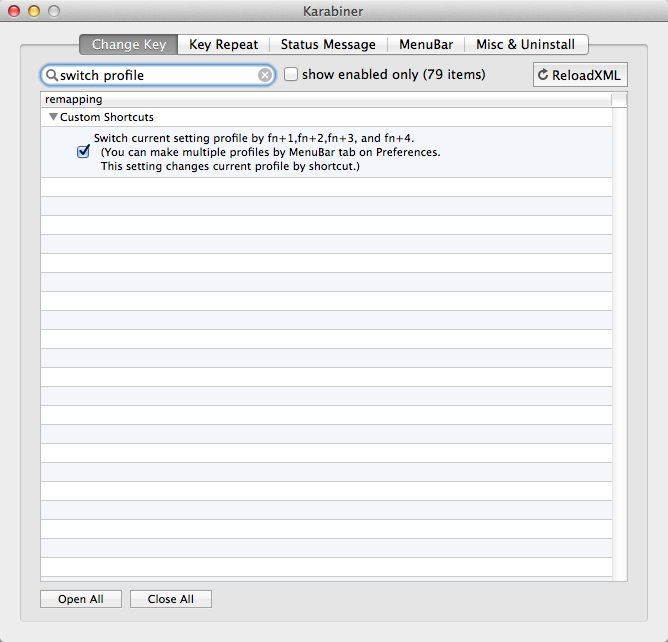 Karabiner
Change Key
Key Repeat
Status Message
MenuBar
Misc & Uninstall
switch profile
show enabled only (79 items)
ReloadXML
remapping
Custom Shortcuts
Switch current setting profile by fn+1,fn+2,fn+3, and fn+4.
(You can make multiple profiles by MenuBar tab on Preferences.
This setting changes current profile by shortcut.)
Open All
Close All